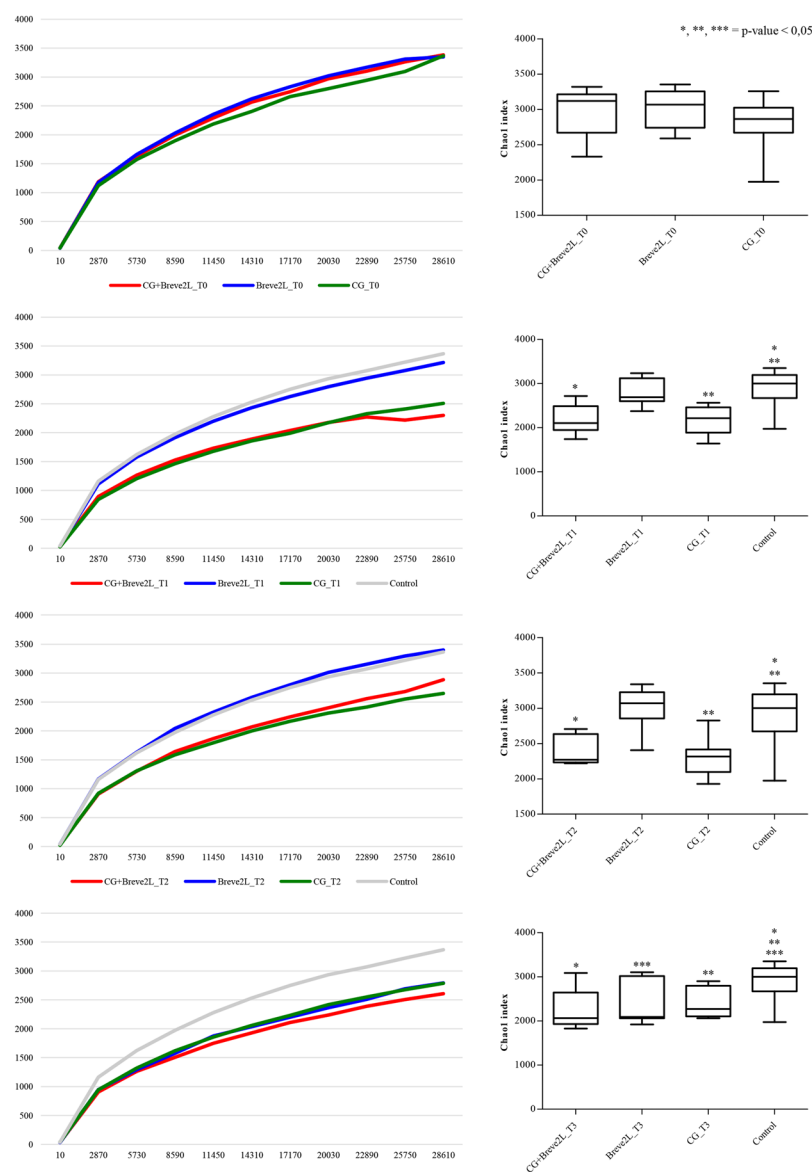 4000
3500
3000
2500
2000
1500
1000
500
0
10 2870 5730 8590 11450 14310 17170 20030 22890 25750 28610
CG+Breve2L_T0 Breve2L_T0 CG_T0
*, **, *** = p-value < 0,05
Chao1 index
4000
3500
3000
2500
2000
1500
CG+Breve2L_T0
Breve2L_T0
CG_T0
4000
3500
3000
2500
2000
1500
1000
500
0
10 2870 5730 8590 11450 14310 17170 20030 22890 25750 28610
CG+Breve2L_T1 Breve2L_T1 CG_T1 Control
Chao1 index
4000
3000
2000
1000
0
*
**
*
**
CG+Breve2L_T1
Breve2L_T1
CG_T1
Control
4000
3500
3000
2500
2000
1500
1000
500
0
10 2870 5730 8590 11450 14310 17170 20030 22890 25750 28610
CG+Breve2L_T2 Breve2L_T2 CG_T2 Control
Chao1 index
4000
3500
3000
2500
2000
1500
*
**
*
**
CG+Breve2L_T2
Breve2L_T2
CG_T2
Control
4000
3500
3000
2500
2000
1500
1000
500
0
10 2870 5730 8590 11450 14310 17170 20030 22890 25750 28610
Chao1 index
4000
3000
2000
1000
0
*
***
**
*
**
***
CG+Breve2L_T3
Breve2L_T3
CG_T3
Control